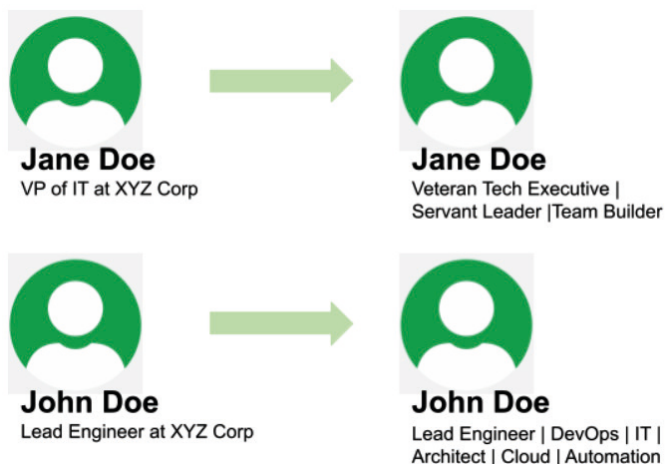 Jane Doe
VP of IT at XYZ Corp
Jane Doe
Veteran Tech Executive |
Servant Leader |Team Builder
John Doe
Lead Engineer at XYZ Corp
John Doe
Lead Engineer | DevOps | IT |
Architect | Cloud | Automation